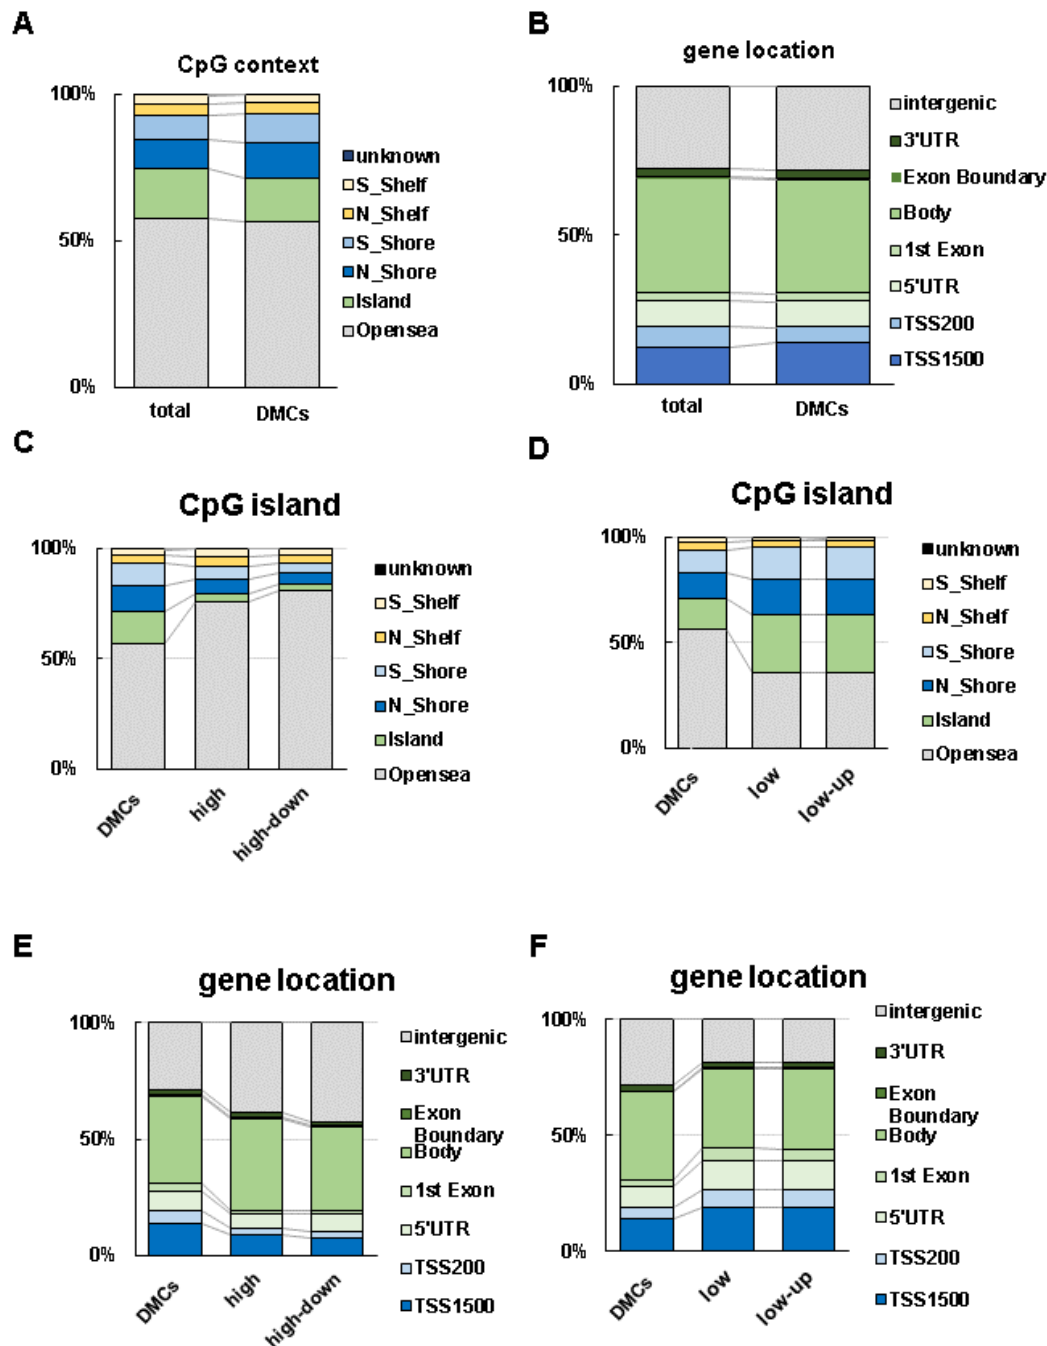 A
CpG context
100%
50%
0%
total
DMCs
unknown
S_Shelf
N_Shelf
S_Shore
N_Shore
Island
Opensea
B
gene location
100%
50%
0%
total
DMCs
intergenic
3'UTR
Exon Boundary
Body
1st Exon
5'UTR
TSS200
TSS1500
C
CpG island
100%
50%
0%
DMCs
high
high-down
unknown
S_Shelf
N_Shelf
S_Shore
N_Shore
Island
Opensea
D
CpG island
100%
50%
0%
DMCs
low
low-up
unknown
S_Shelf
N_Shelf
S_Shore
N_Shore
Island
Opensea
E
gene location
100%
50%
0%
DMCs
high
high-down
intergenic
3'UTR
Exon
Boundary
Body
1st Exon
5'UTR
TSS200
TSS1500
F
gene location
100%
50%
0%
DMCs
low
low-up
intergenic
3'UTR
Exon
Boundary
Body
1st Exon
5'UTR
TSS200
TSS1500